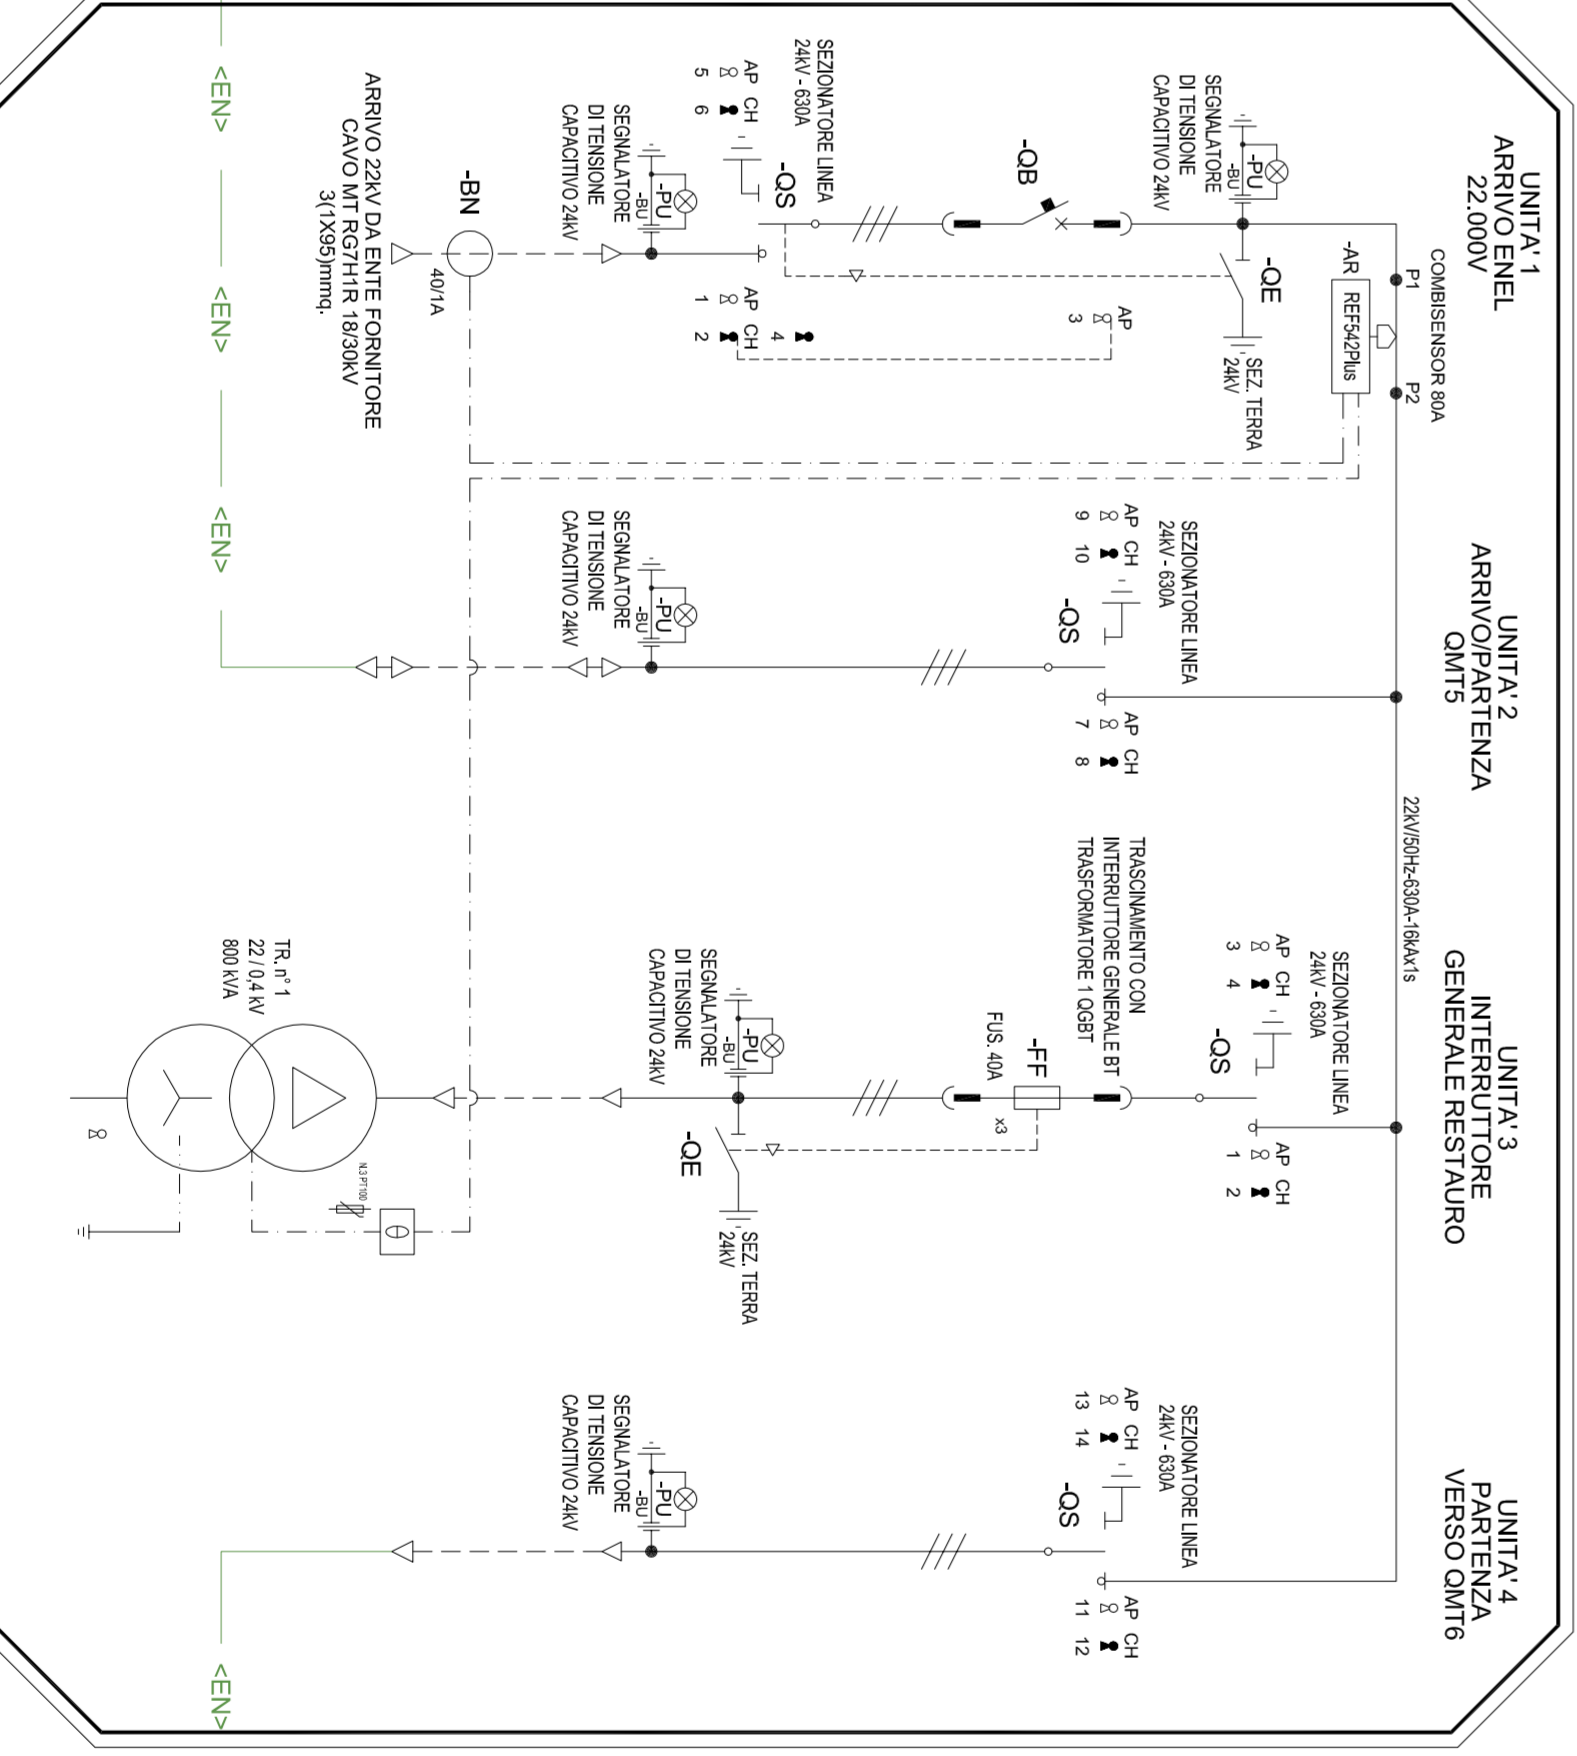 UNITA' 1
ARRIVO ENEL
22.000V
COMBISENSOR 80A
P1
P2
-AR
REF542Plus
SEGNALATORE
DI TENSIONE
CAPACITIVO 24kV
-PU
-BU
-QE
SEZ. TERRA
24kV
-QB
AP
3
SEZIONATORE LINEA
24kV - 630A
-QS
AP CH
5 6
4
AP CH
1 2
SEGNALATORE
DI TENSIONE
CAPACITIVO 24kV
-PU
-BU
-BN
40/1A
ARRIVO 22kV DA ENTE FORNITORE
CAVO MT RG7H1R 18/30kV
3(1X95)mmq.
<EN>
<EN>
<EN>
UNITA' 2
ARRIVO/PARTENZA
QMT5
SEZIONATORE LINEA
24kV - 630A
AP CH
9 10
-QS
AP CH
7 8
SEGNALATORE
DI TENSIONE
CAPACITIVO 24kV
-PU
-BU
22kV/50Hz-630A-16kAx1s
UNITA' 3
INTERRUTTORE
GENERALE RESTAURO
SEZIONATORE LINEA
24kV - 630A
AP CH
3 4
-QS
AP CH
1 2
TRASCINAMENTO CON
INTERRUTTORE GENERALE BT
TRASFORMATORE 1 QGBT
-FF
FUS. 40A
x3
SEGNALATORE
DI TENSIONE
CAPACITIVO 24kV
-PU
-BU
-QE
SEZ. TERRA
24kV
TR. n° 1
22 / 0,4 kV
800 kVA
N.3 PT100
θ
UNITA' 4
PARTENZA
VERSO QMT6
SEZIONATORE LINEA
24kV - 630A
AP CH
13 14
-QS
AP CH
11 12
SEGNALATORE
DI TENSIONE
CAPACITIVO 24kV
-PU
-BU
<EN>